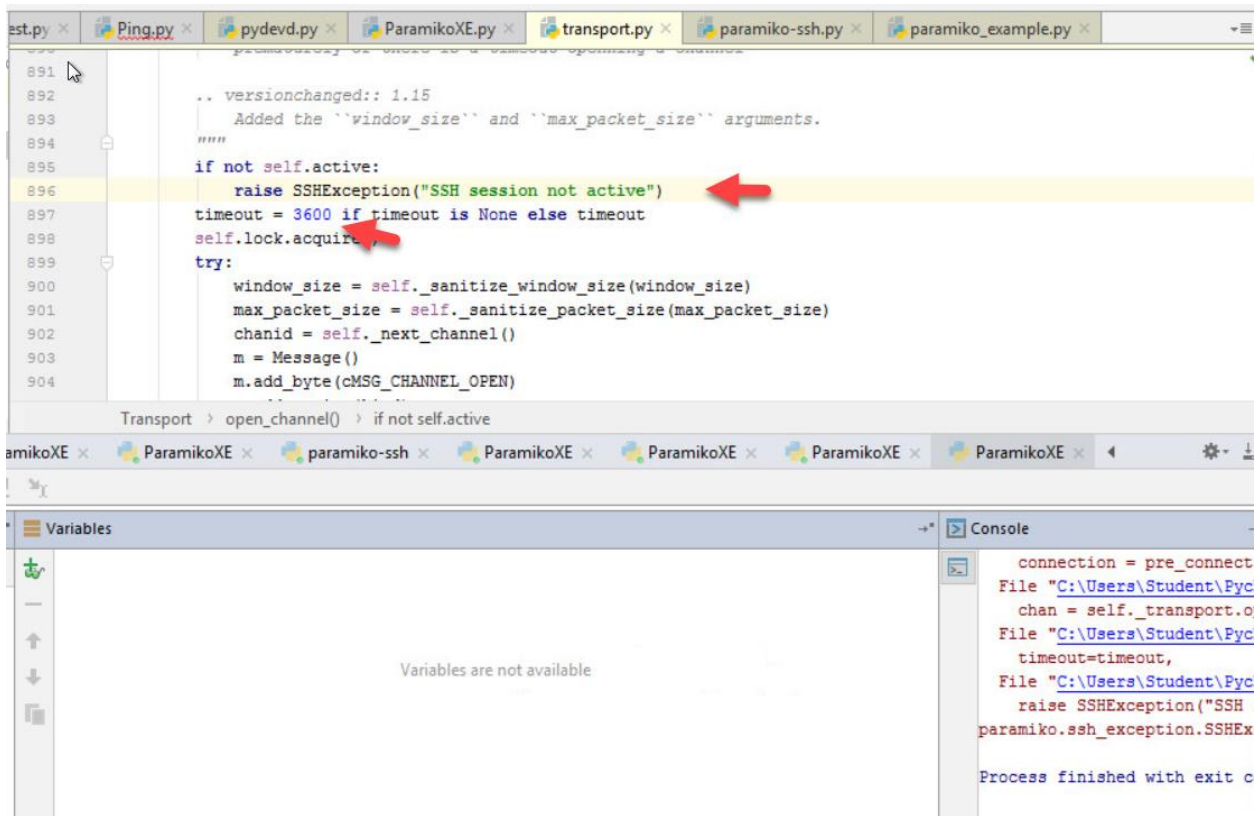 est.py Ping.py pydevd.py ParamikoXE.py transport.py paramiko-ssh.py paramiko_example.py
891
892 .. versionchanged:: 1.15
893 Added the ``window_size`` and ``max_packet_size`` arguments.
894 """
895 if not self.active:
896 raise SSHException("SSH session not active")
897 timeout = 3600 if timeout is None else timeout
898 self.lock.acquire
899 try:
900 window_size = self._sanitize_window_size(window_size)
901 max_packet_size = self._sanitize_packet_size(max_packet_size)
902 chanid = self._next_channel()
903 m = Message()
904 m.add_byte(cMSG_CHANNEL_OPEN)
Transport > open_channel() > if not self.active
amikoXE ParamikoXE paramiko-ssh ParamikoXE ParamikoXE ParamikoXE ParamikoXE
Variables
Variables are not available
Console
connection = pre_connect
File "C:\Users\Student\Pyc
chan = self._transport.o
File "C:\Users\Student\Pyc
timeout=timeout,
File "C:\Users\Student\Pyc
raise SSHException("SSH
paramiko.ssh_exception.SSHEx
Process finished with exit c